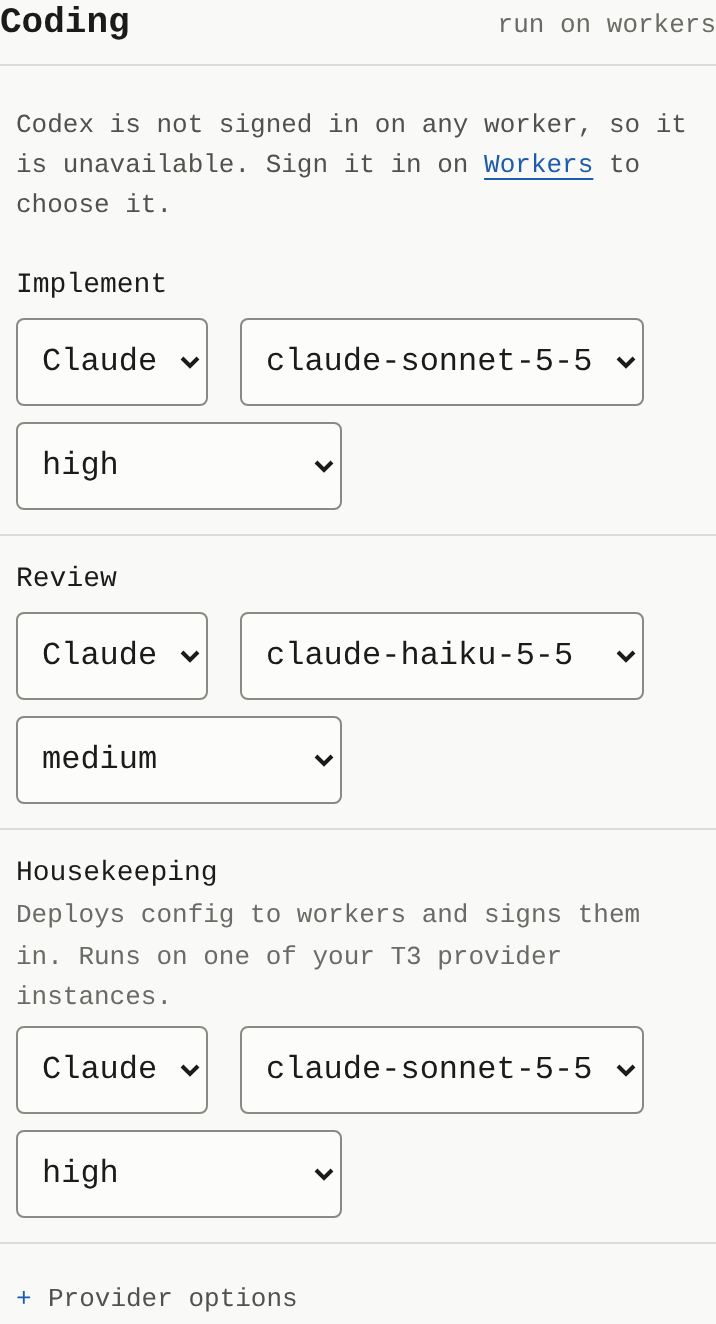 Coding
run on workers
Codex is not signed in on any worker, so it
is unavailable. Sign it in on Workers to
choose it.
Implement
Claude
claude-sonnet-5-5
high
Review
Claude
claude-haiku-5-5
medium
Housekeeping
Deploys config to workers and signs them
in. Runs on one of your T3 provider
instances.
Claude
claude-sonnet-5-5
high
+ Provider options